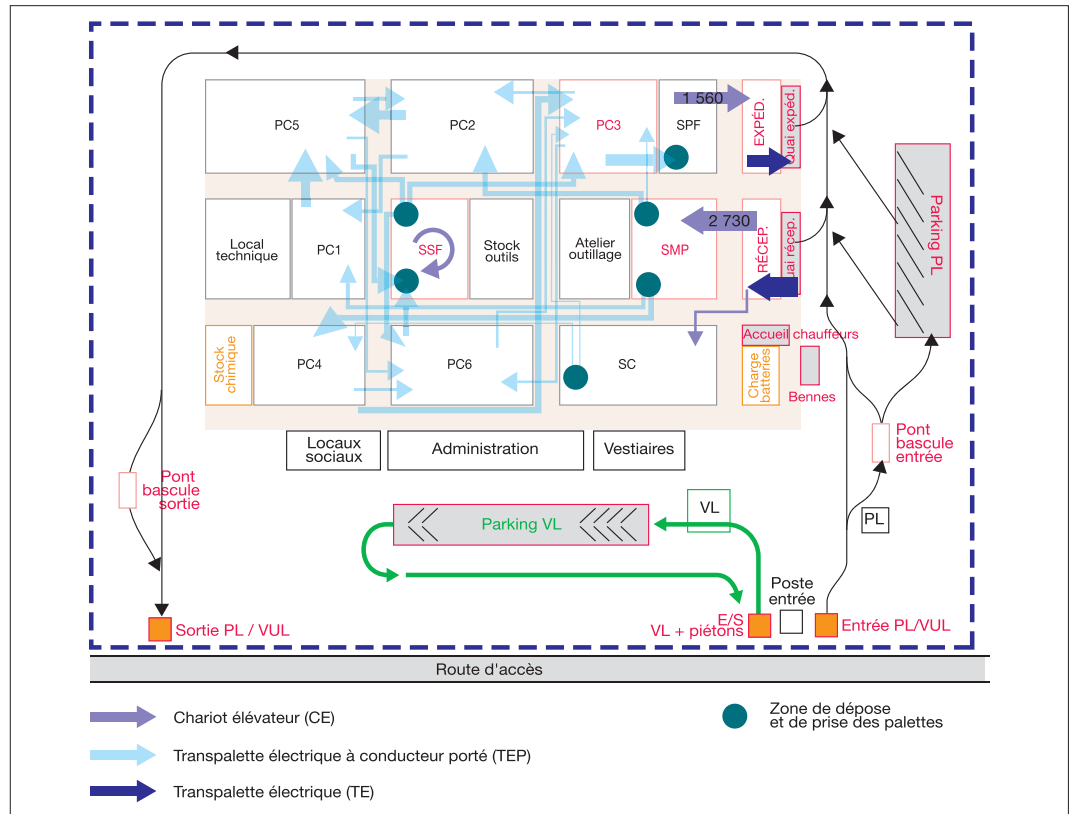 PC5
PC2
PC3
SPF
1 560
EXPÉD.
Quai expéd.
Parking PL
Local
technique
PC1
SSF
Stock
outils
Atelier
outillage
SMP
2 730
RÉCEP.
uai récep.
Stock
chimique
PC4
PC6
SC
Accueil chauffeurs
Charge
batteries
Bennes
Locaux
sociaux
Administration
Vestiaires
Pont
bascule
entrée
Pont
bascule
sortie
Parking VL
VL
PL
Poste
entrée
Sortie PL / VUL
E/S
VL + piétons
Entrée PL/VUL
Route d'accès
Chariot élévateur (CE)
Transpalette électrique à conducteur porté (TEP)
Transpalette électrique (TE)
Zone de dépose
et de prise des palettes